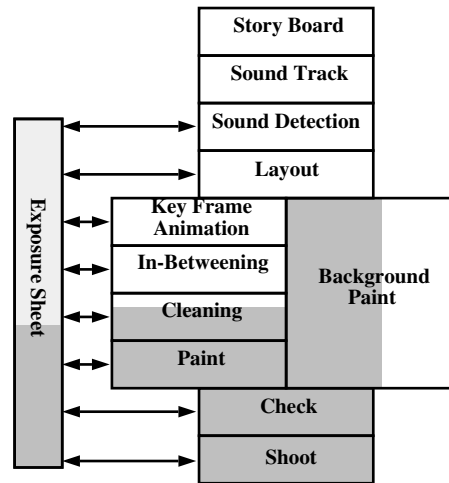 Story Board
Sound Track
Sound Detection
Layout
Exposure Sheet
Key Frame
Animation
In-Betweening
Cleaning
Paint
Background
Paint
Check
Shoot